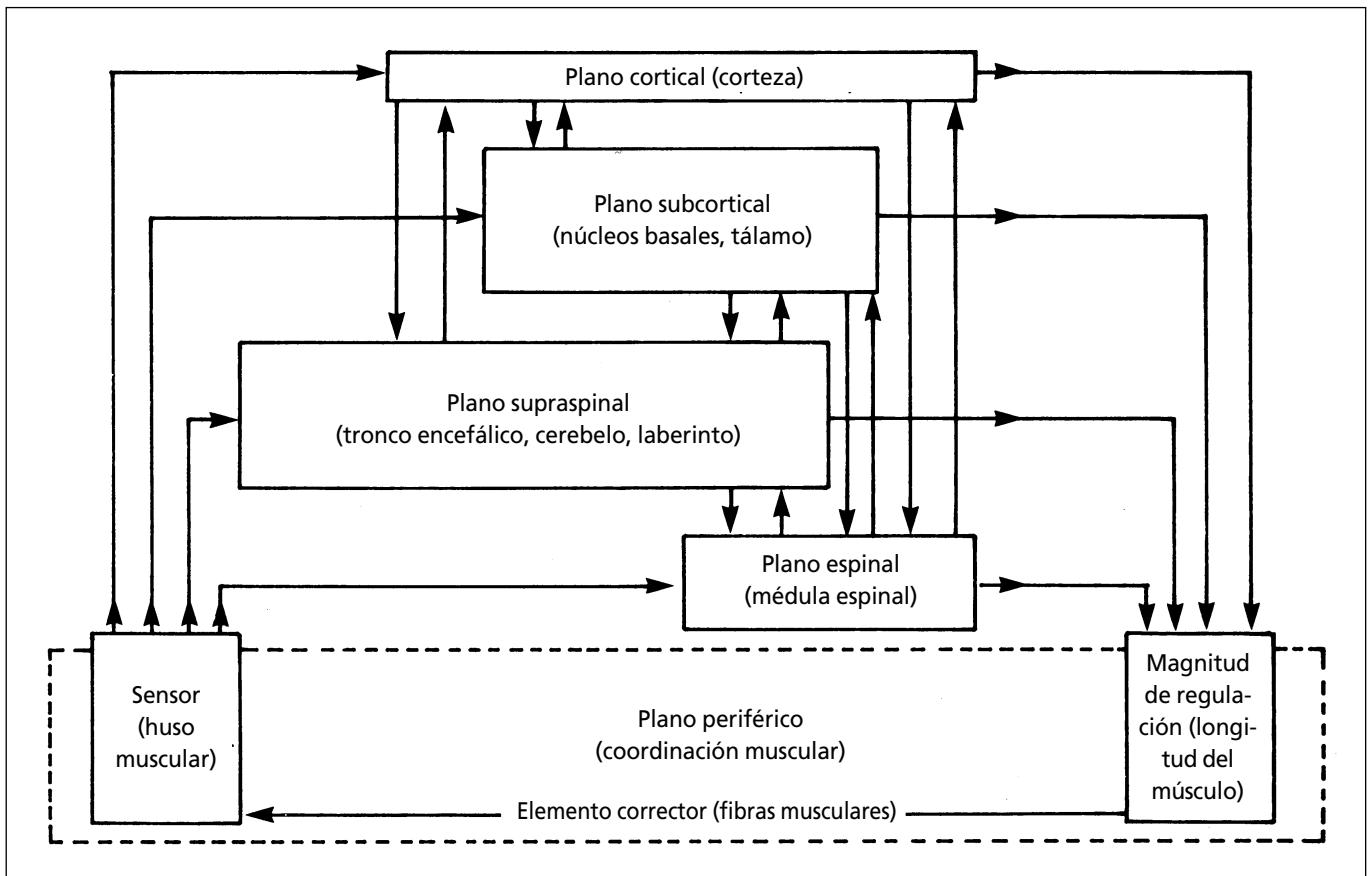 Plano cortical (corteza)
Plano subcortical
(núcleos basales, tálamo)
Plano supraspinal
(tronco encefálico, cerebelo, laberinto)
Plano espinal
(médula espinal)
Sensor
(huso
muscular)
Plano periférico
(coordinación muscular)
Magnitud
de regula-
ción (longi-
tud del
músculo)
Elemento corrector (fibras musculares)